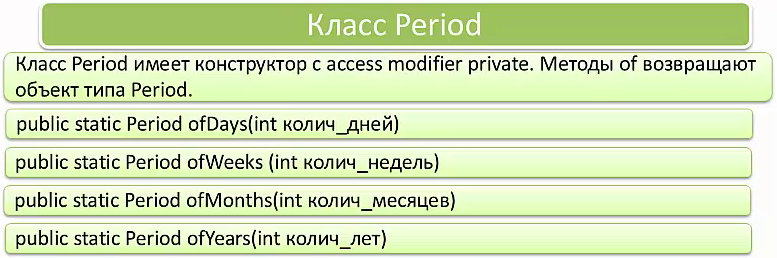 Класс Period
Класс Period имеет конструктор с access modifier private. Методы of возвращают
объект типа Period.
public static Period ofDays(int колич_дней)
public static Period ofWeeks (int колич_недель)
public static Period ofMonths(int колич_месяцев)
public static Period ofYears(int колич_лет)